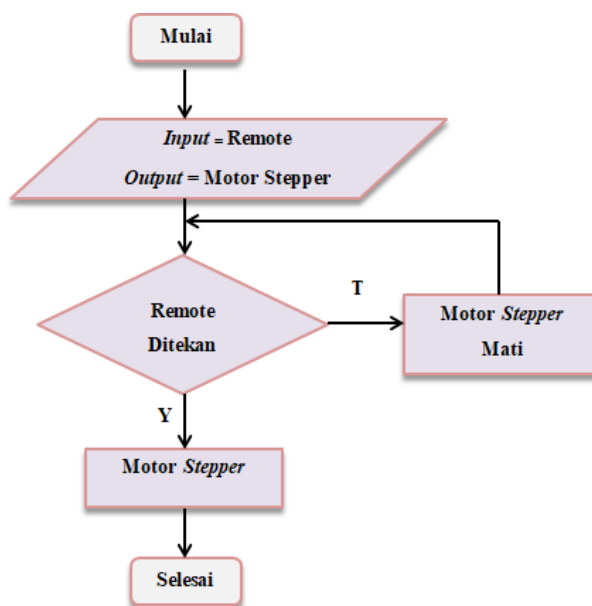 Mulai
Input = Remote
Output = Motor Stepper
Remote
Ditekan
T
Motor Stepper
Mati
Y
Motor Stepper
Selesai